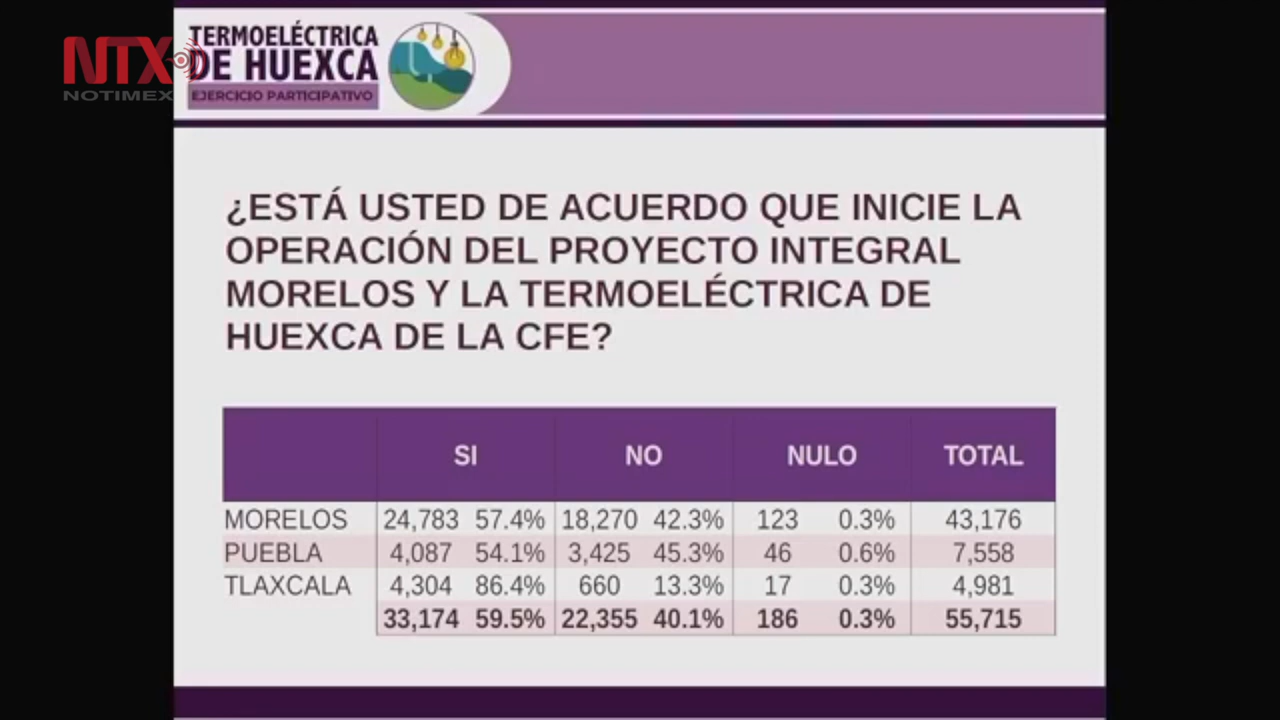 NTX
NOTIMEX
TERMOELÉCTRICA
DE HUEXCA
EJERCICIO PARTICIPATIVO
¿ESTÁ USTED DE ACUERDO QUE INICIE LA
OPERACIÓN DEL PROYECTO INTEGRAL
MORELOS Y LA TERMOELÉCTRICA DE
HUEXCA DE LA CFE?
SI NO NULO TOTAL
MORELOS 24,783 57.4% 18,270 42.3% 123 0.3% 43,176
PUEBLA 4,087 54.1% 3,425 45.3% 46 0.6% 7,558
TLAXCALA 4,304 86.4% 660 13.3% 17 0.3% 4,981
33,174 59.5% 22,355 40.1% 186 0.3% 55,715